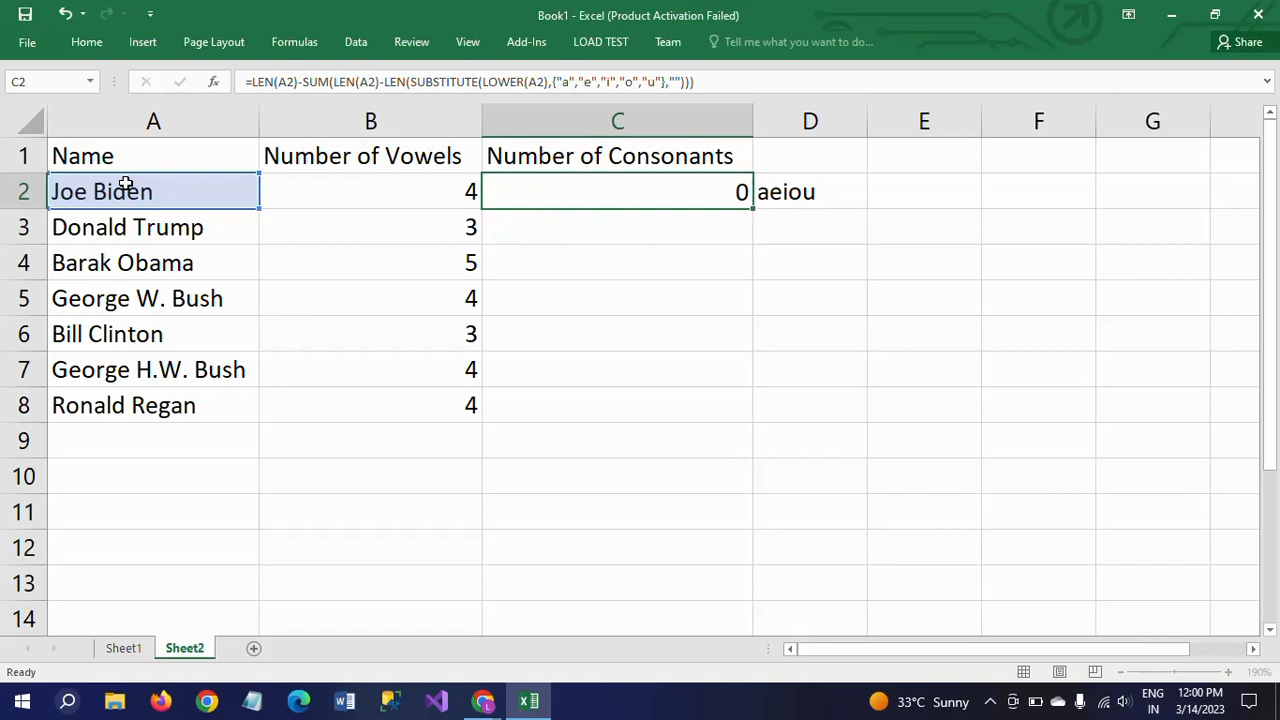 Book1 - Excel (Product Activation Failed)
File Home Insert Page Layout Formulas Data Review View Add-Ins LOAD TEST Team Tell me what you want to do... Share
C2 fx =LEN(A2)-SUM(LEN(A2)-LEN(SUBSTITUTE(LOWER(A2),{"a","e","i","o","u"},"")))
A B C D E F G
1 Name Number of Vowels Number of Consonants
2 Joe Biden 4 0 aeiou
3 Donald Trump 3
4 Barak Obama 5
5 George W. Bush 4
6 Bill Clinton 3
7 George H.W. Bush 4
8 Ronald Regan 4
9
10
11
12
13
14
Sheet1 Sheet2
Ready 190%
33°C Sunny ENG 12:00 PM
IN 3/14/2023